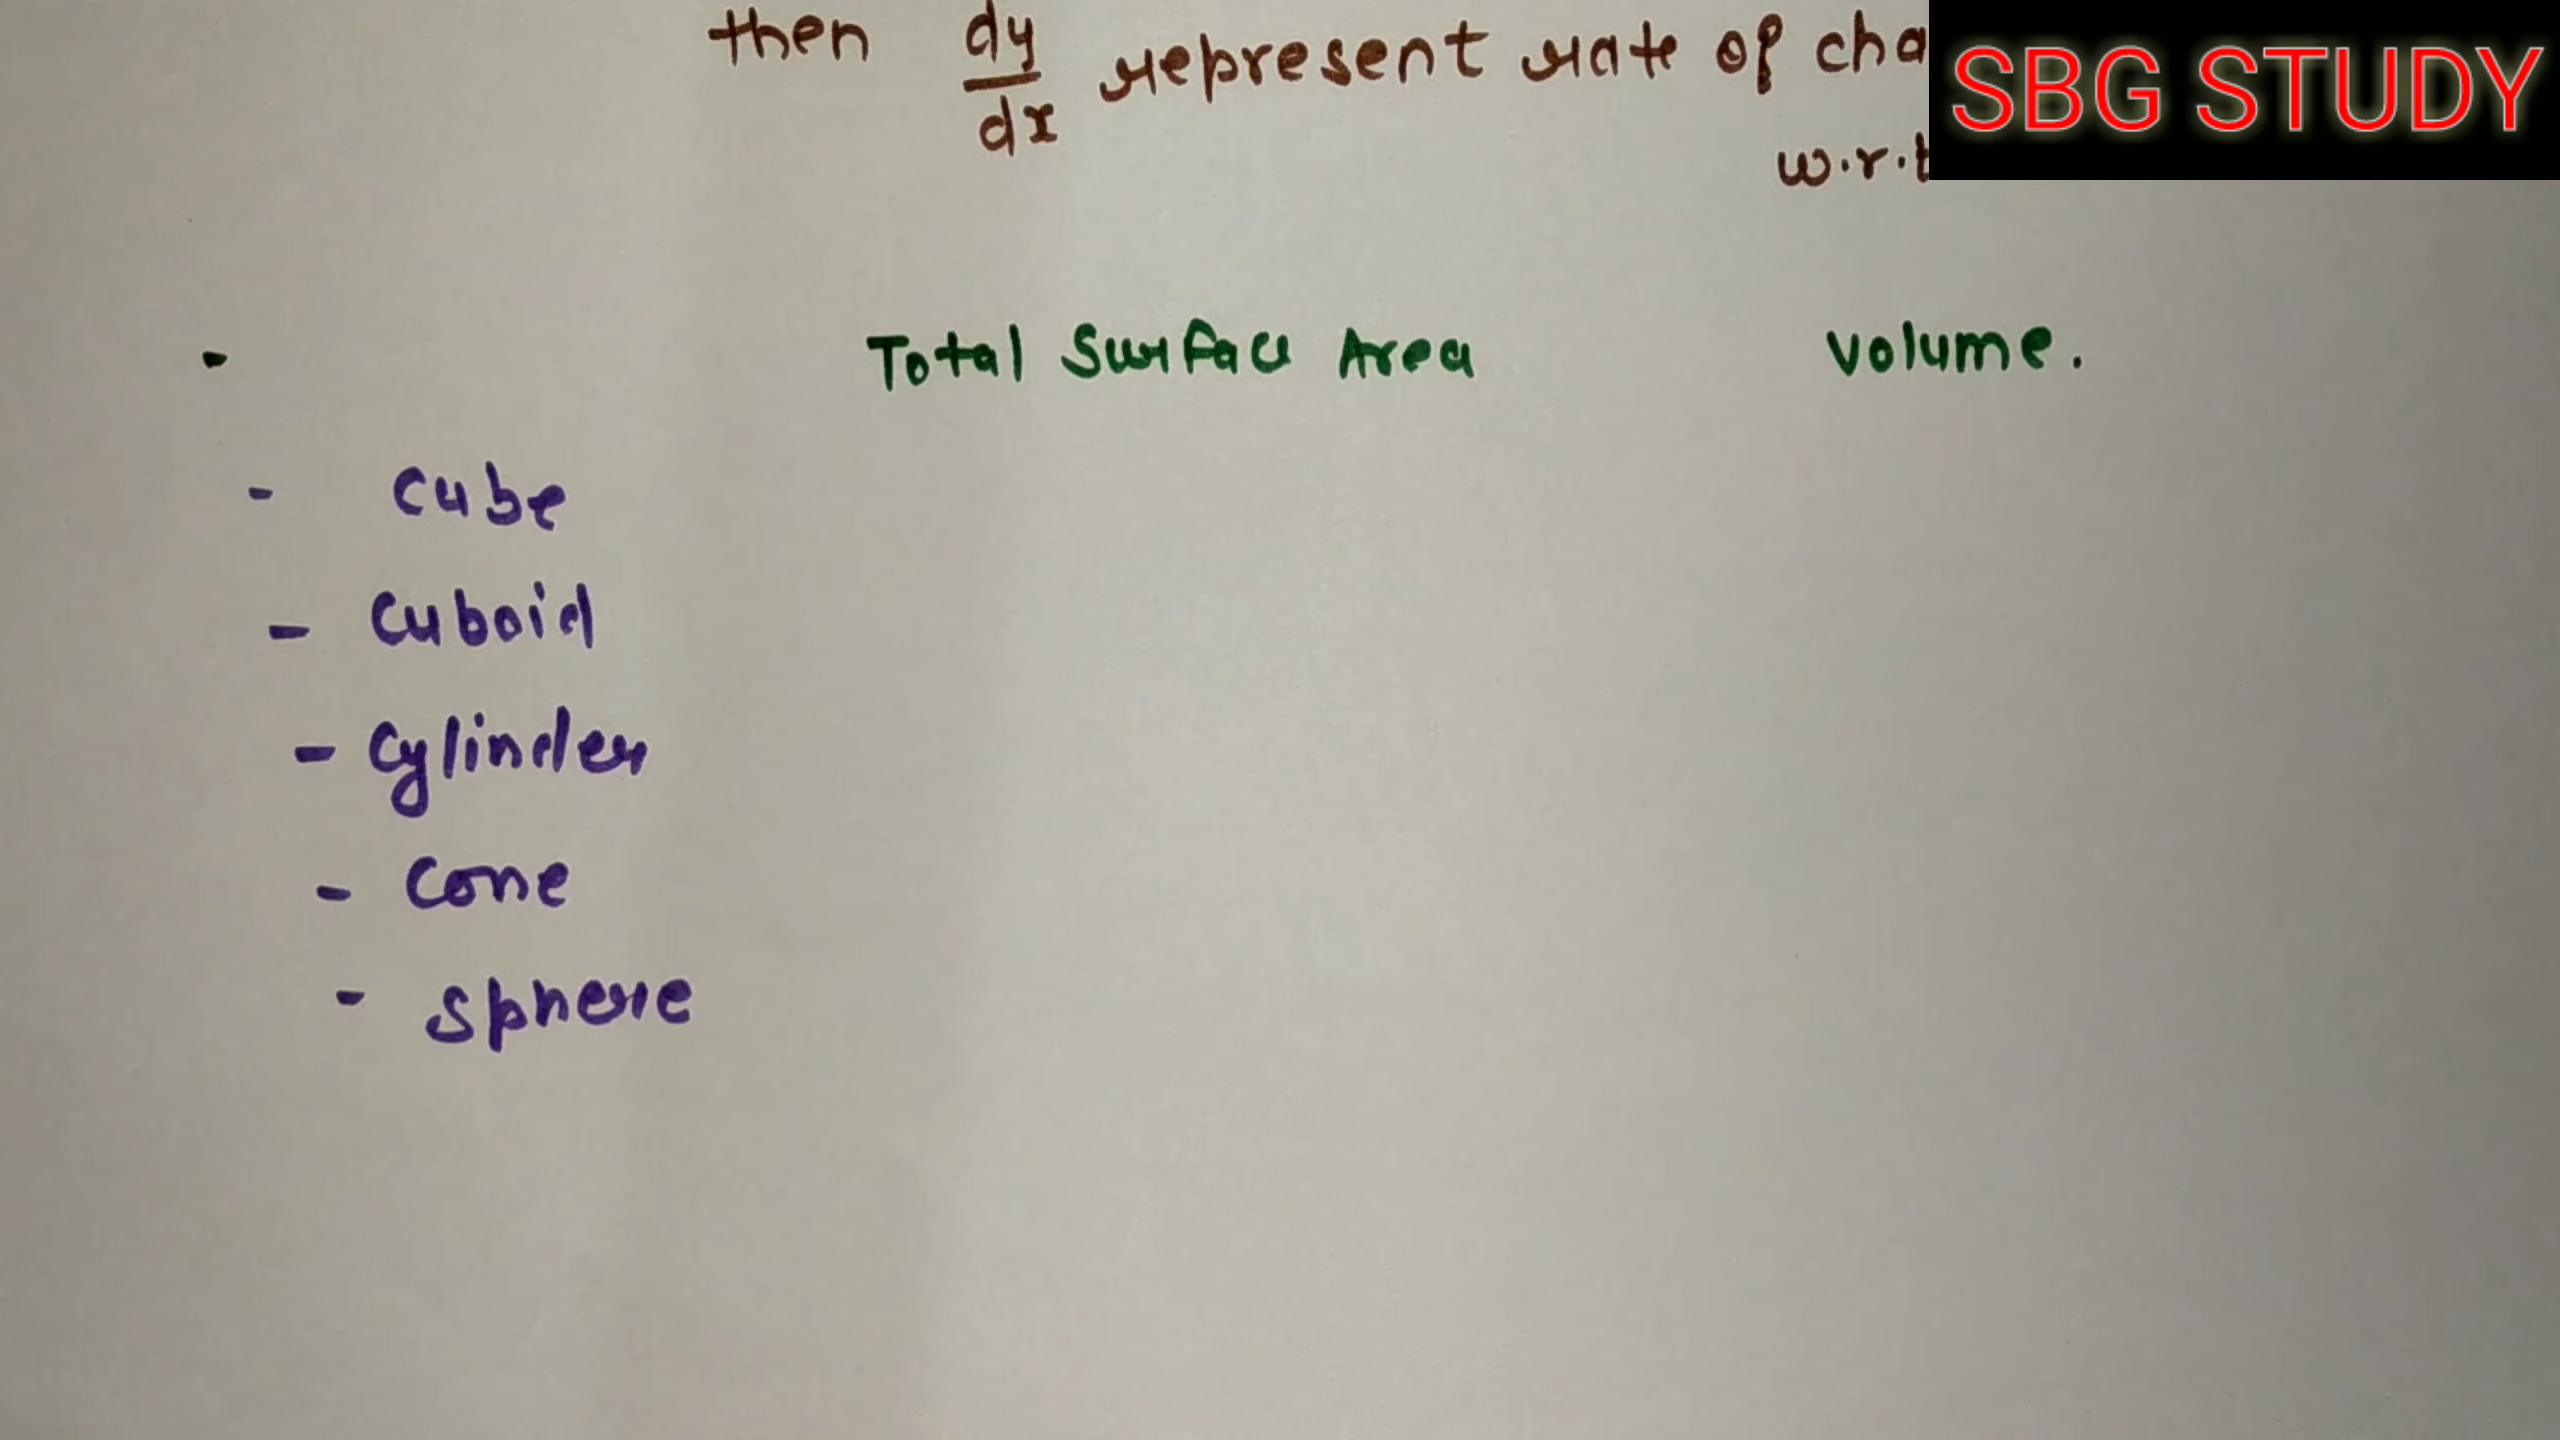 then dy/dx represent rate of cha
SBG STUDY
w.r.t
Total Surface Area volume.
- cube
- cuboid
- cylinder
- cone
- sphere